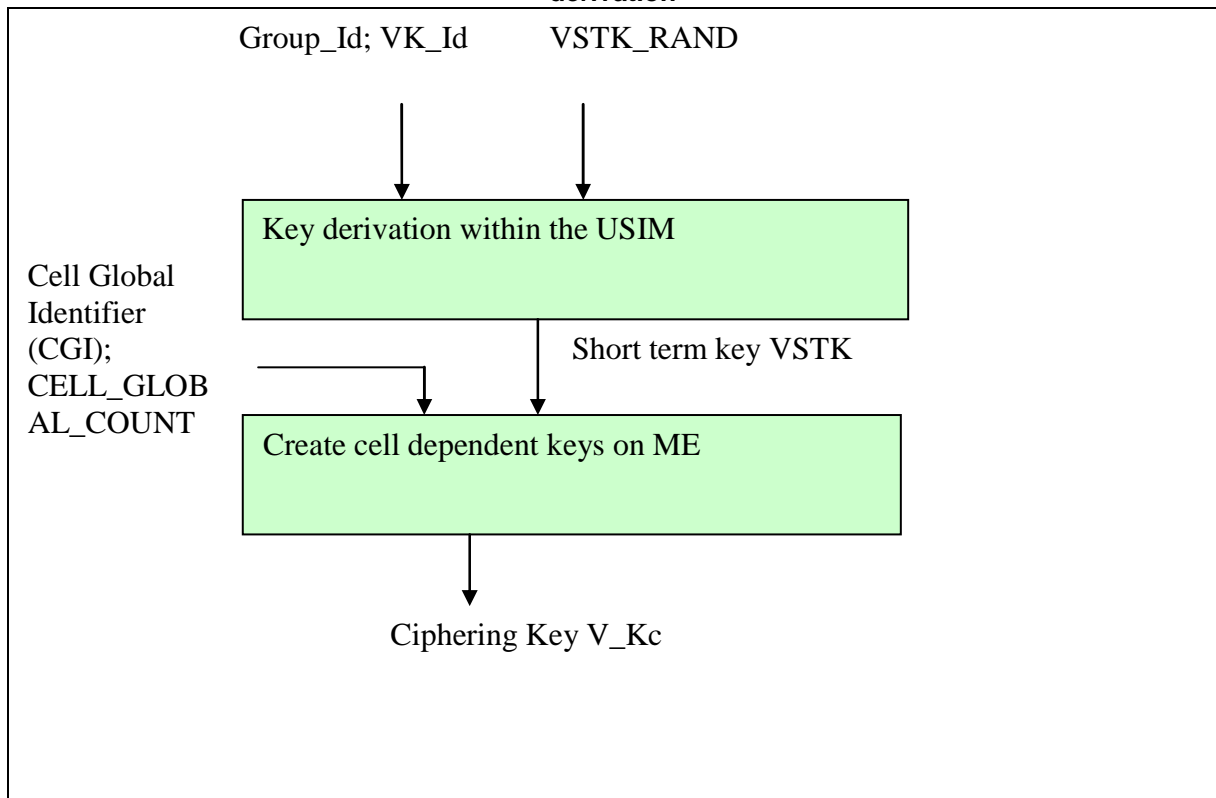 derivation
Group_Id; VK_Id VSTK_RAND
Key derivation within the USIM
Cell Global
Identifier
(CGI);
CELL_GLOB
AL_COUNT
Short term key VSTK
Create cell dependent keys on ME
Ciphering Key V_Kc